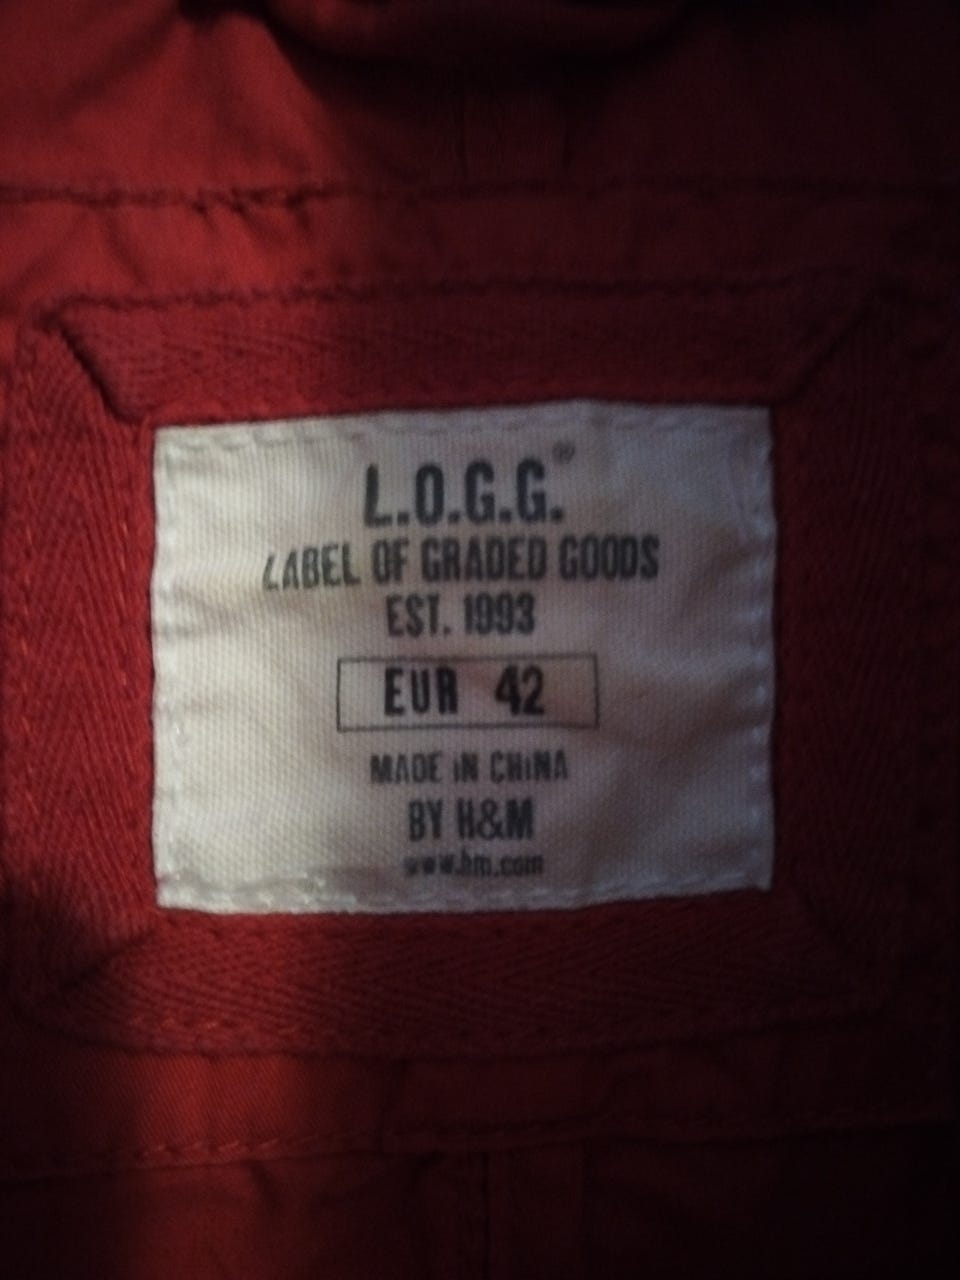 L.O.G.G.®
LABEL OF GRADED GOODS
EST. 1993
EUR 42
MADE IN CHINA
BY H&M
www.hm.com